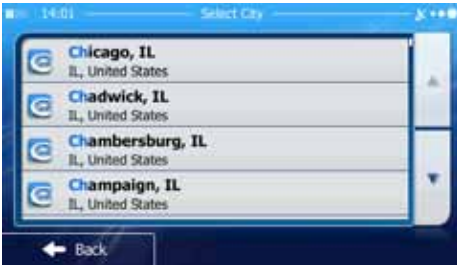 14:01
Select City
Chicago, IL
IL, United States
Chadwick, IL
IL, United States
Chambersburg, IL
IL, United States
Champaign, IL
IL, United States
Back